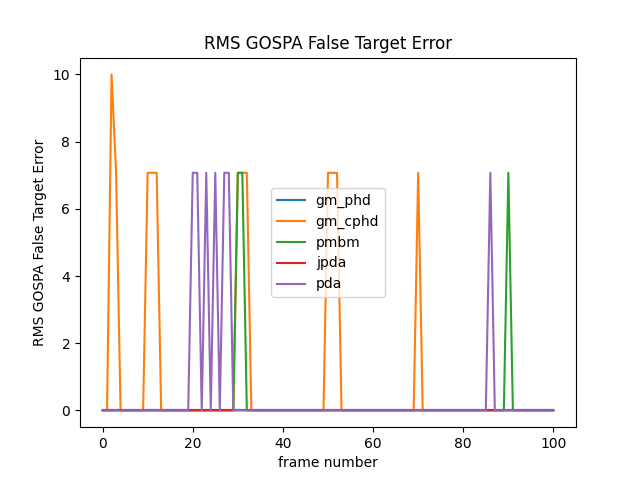 RMS GOSPA False Target Error
RMS GOSPA False Target Error
10
8
6
4
2
0
gm_phd
gm_cphd
pmbm
jpda
pda
0 20 40 60 80 100
frame number